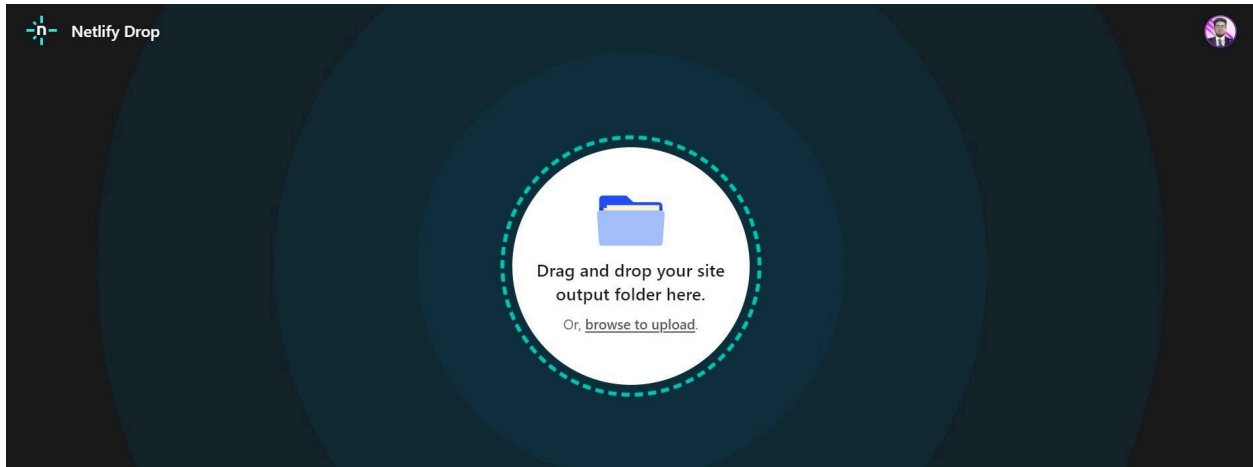 n
Netlify Drop
Drag and drop your site
output folder here.
Or, browse to upload.